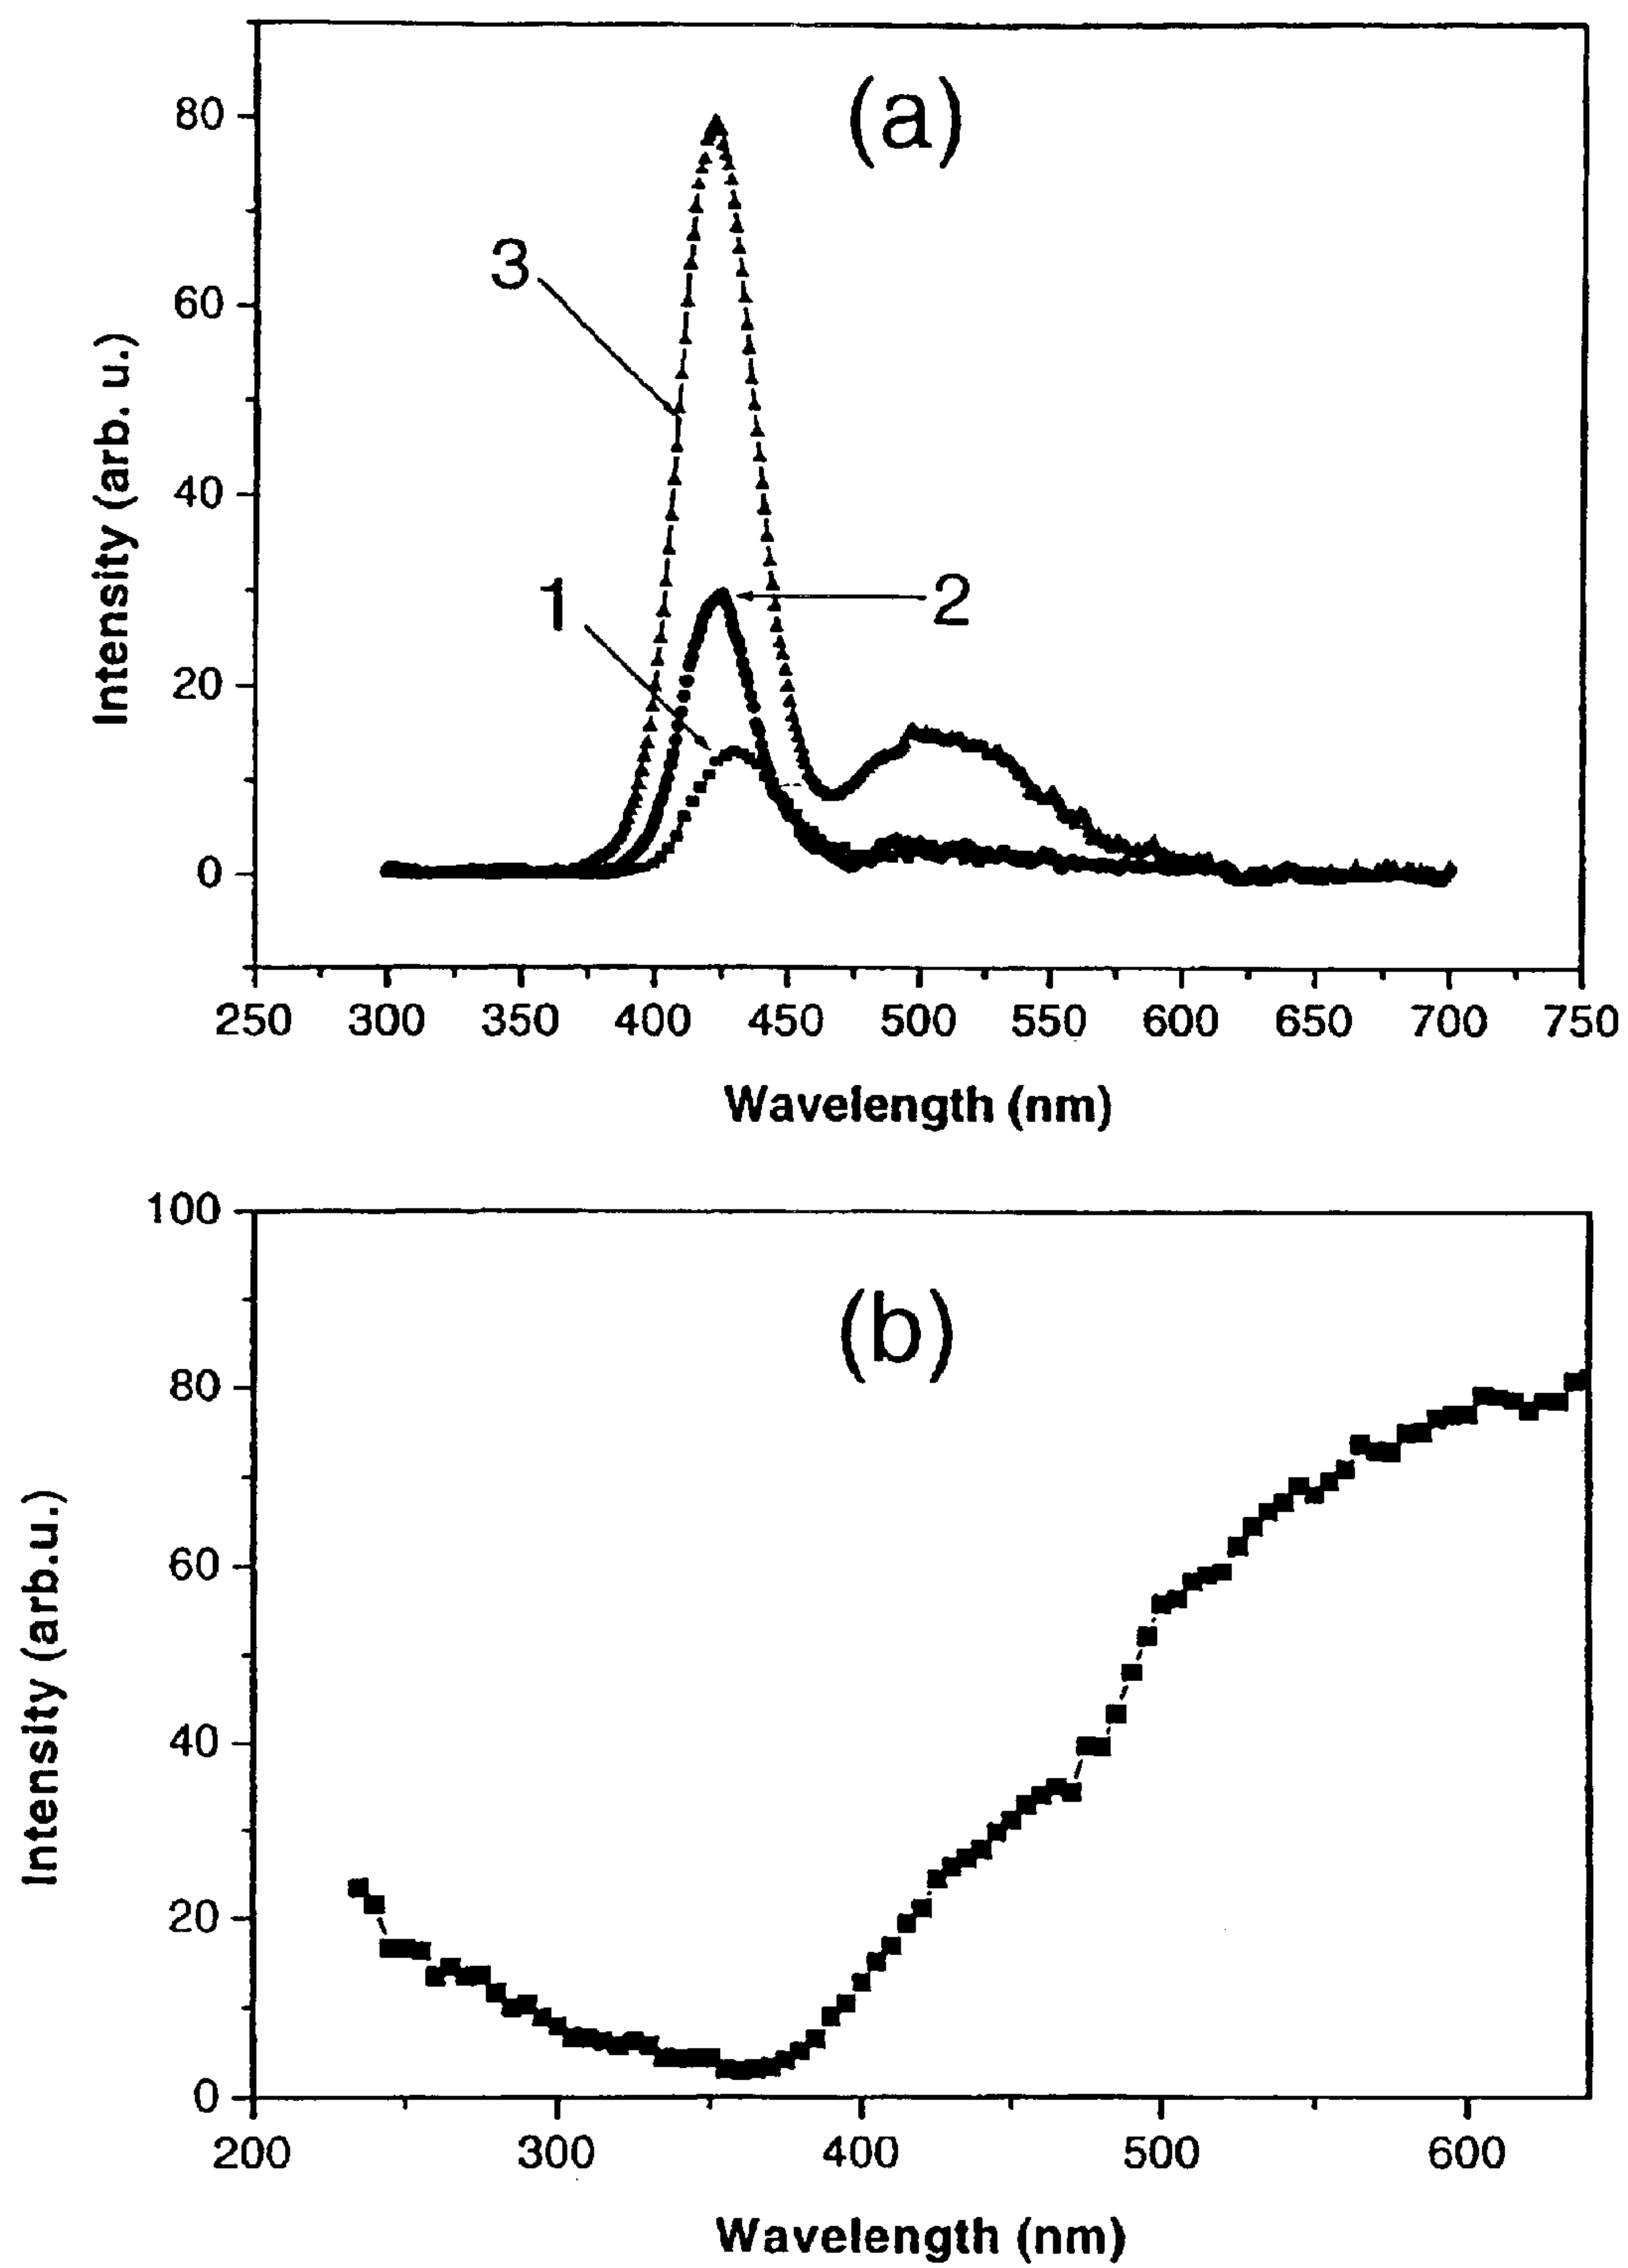 (a)
80
60
40
20
0
3
1
2
Intensity (arb. u.)
250 300 350 400 450 500 550 600 650 700 750
Wavelength (nm)
(b)
100
80
60
40
20
0
Intensity (arb.u.)
200 300 400 500 600
Wavelength (nm)